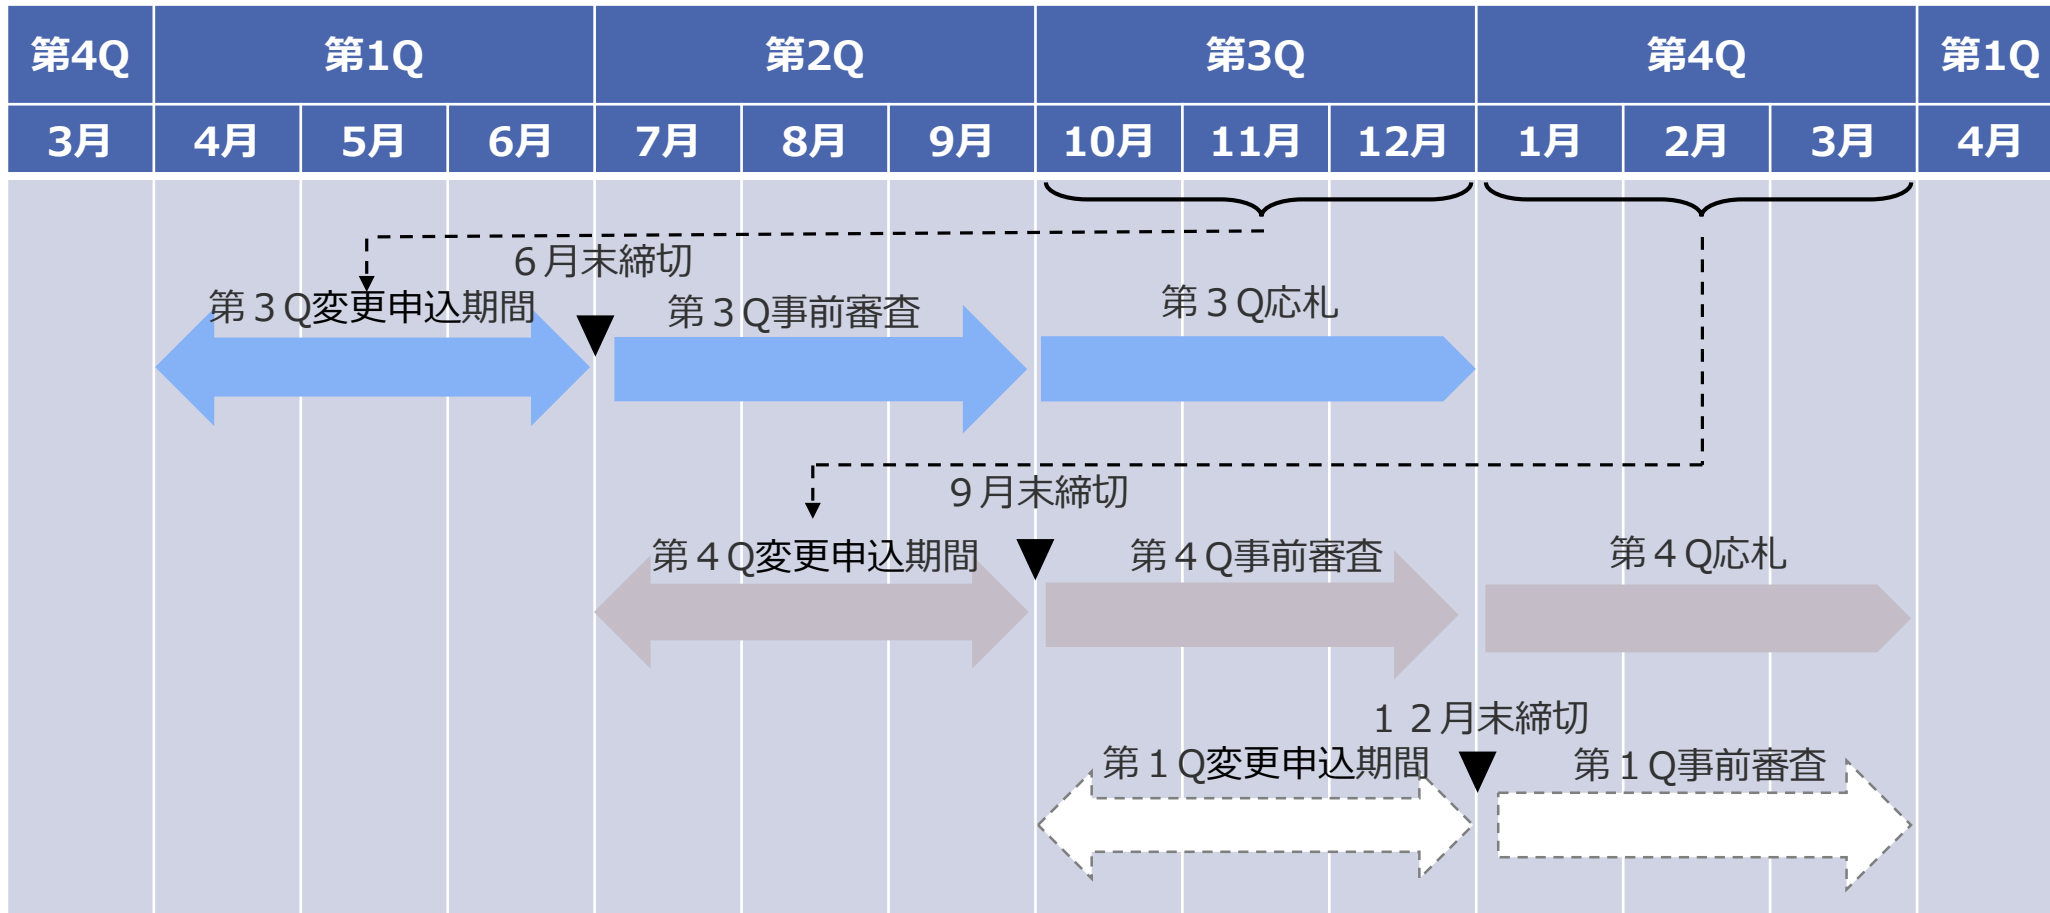 第4Q 第1Q 第2Q 第3Q 第4Q 第1Q
3月 4月 5月 6月 7月 8月 9月 10月 11月 12月 1月 2月 3月 4月
６月末締切
第３Q変更申込期間
第３Q事前審査
第３Q応札
９月末締切
第４Q変更申込期間
第４Q事前審査
第４Q応札
１２月末締切
第１Q変更申込期間
第１Q事前審査